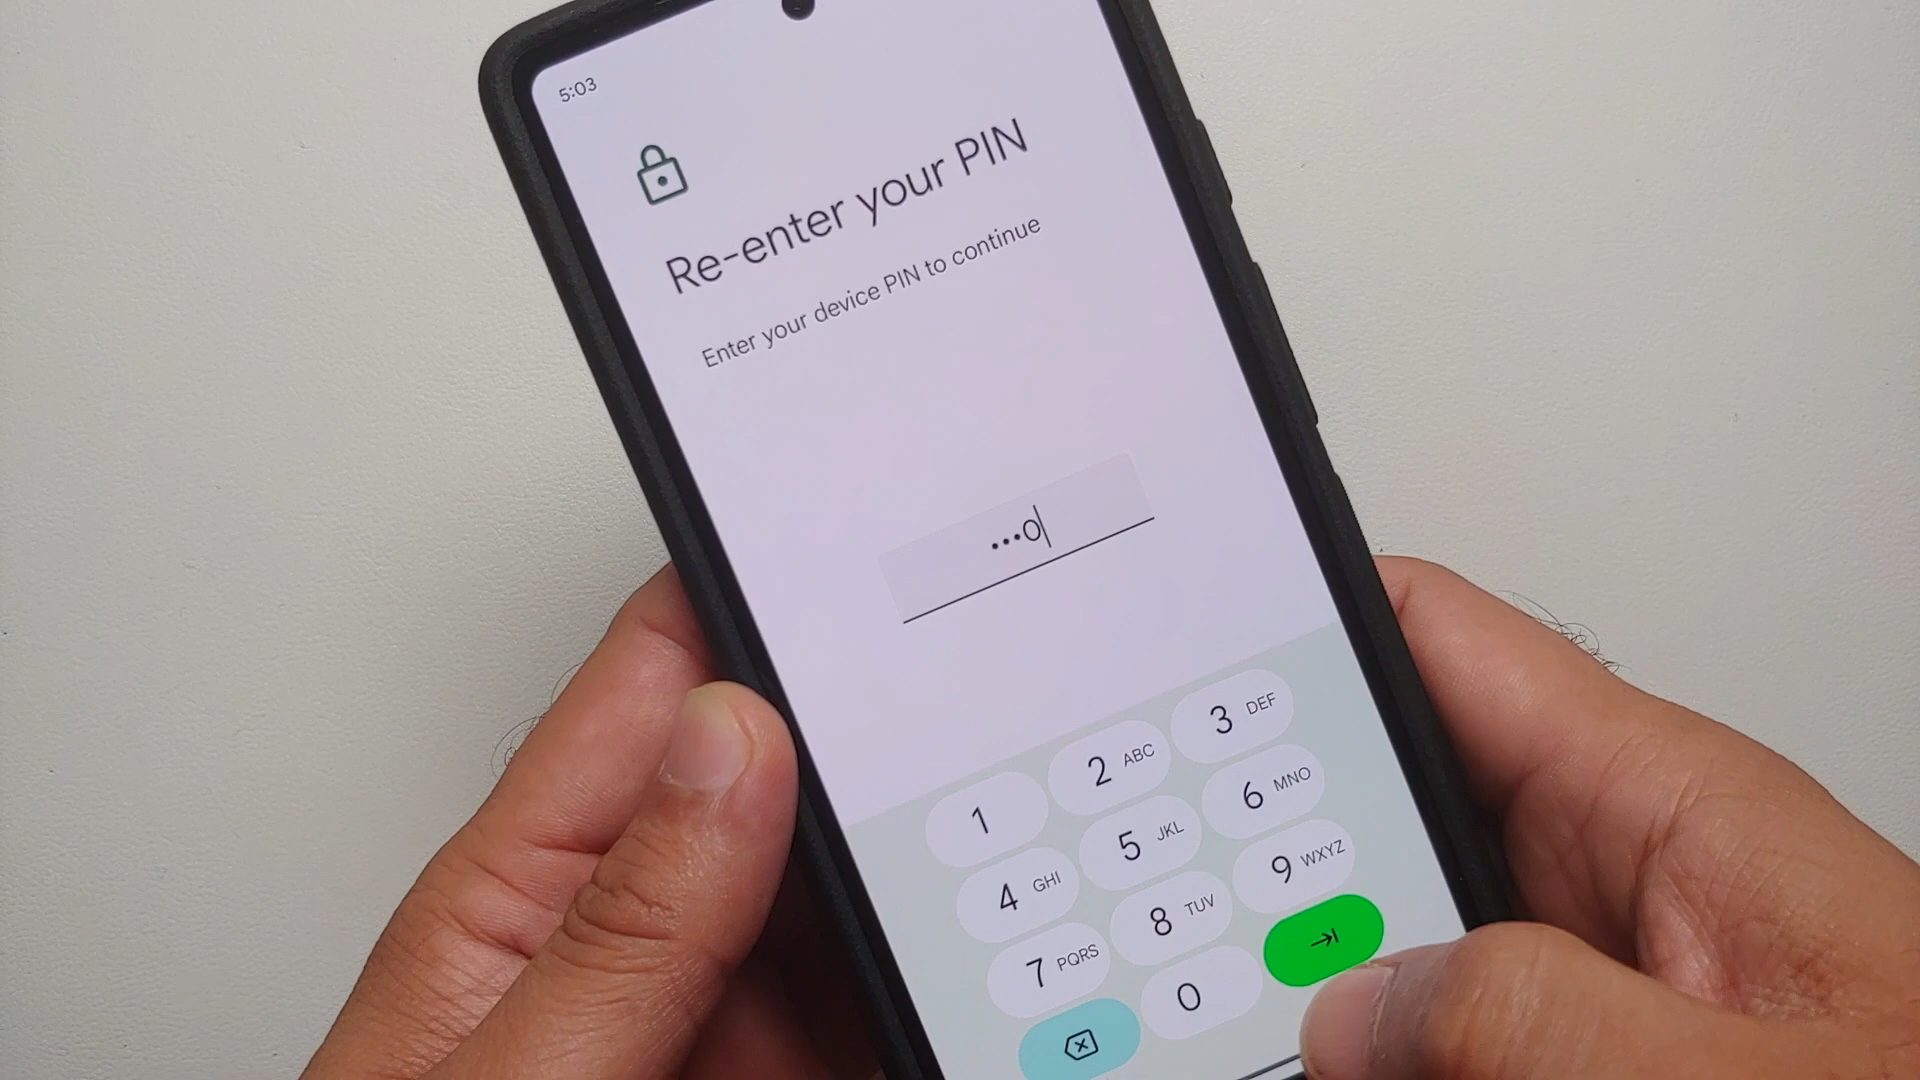 5:03
Re-enter your PIN
Enter your device PIN to continue
•••0
1
2 ABC
3 DEF
4 GHI
5 JKL
6 MNO
7 PQRS
8 TUV
9 WXYZ
0